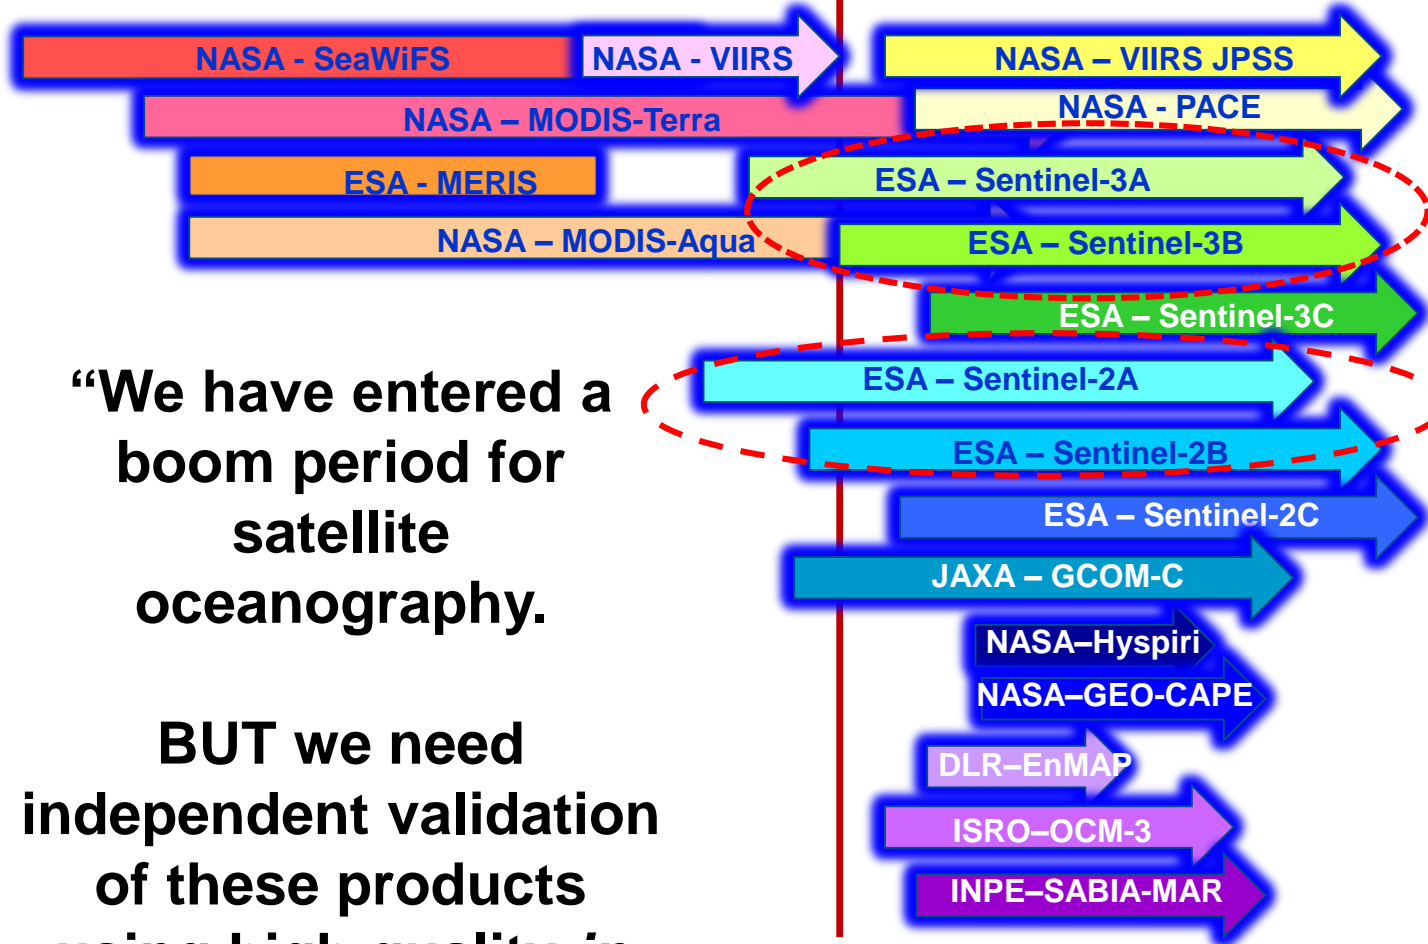 NASA - SeaWiFS
NASA - VIIRS
NASA – VIIRS JPSS
NASA – MODIS-Terra
NASA - PACE
ESA - MERIS
ESA – Sentinel-3A
NASA – MODIS-Aqua
ESA – Sentinel-3B
ESA – Sentinel-3C
ESA – Sentinel-2A
ESA – Sentinel-2B
ESA – Sentinel-2C
JAXA – GCOM-C
NASA–Hyspiri
NASA–GEO-CAPE
DLR–EnMAP
ISRO–OCM-3
INPE–SABIA-MAR
“We have entered a
boom period for
satellite
oceanography.
BUT we need
independent validation
of these products
using high quality